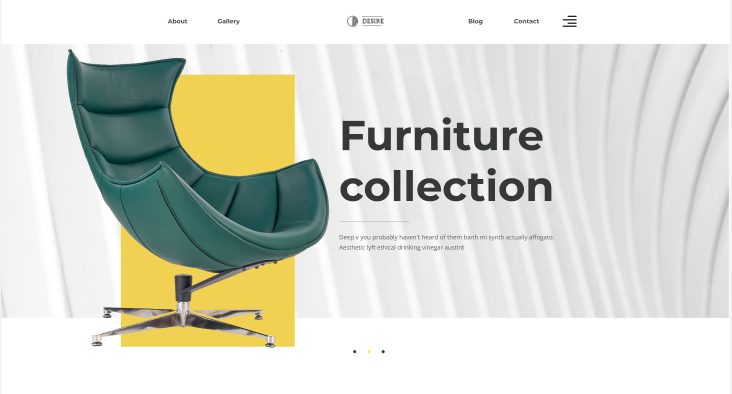 About
Gallery
DESIRE
Blog
Contact
Furniture
collection
Deep v you probably haven't heard of them banh mi synth actually affogato.
Aesthetic lyft ethical drinking vinegar austint